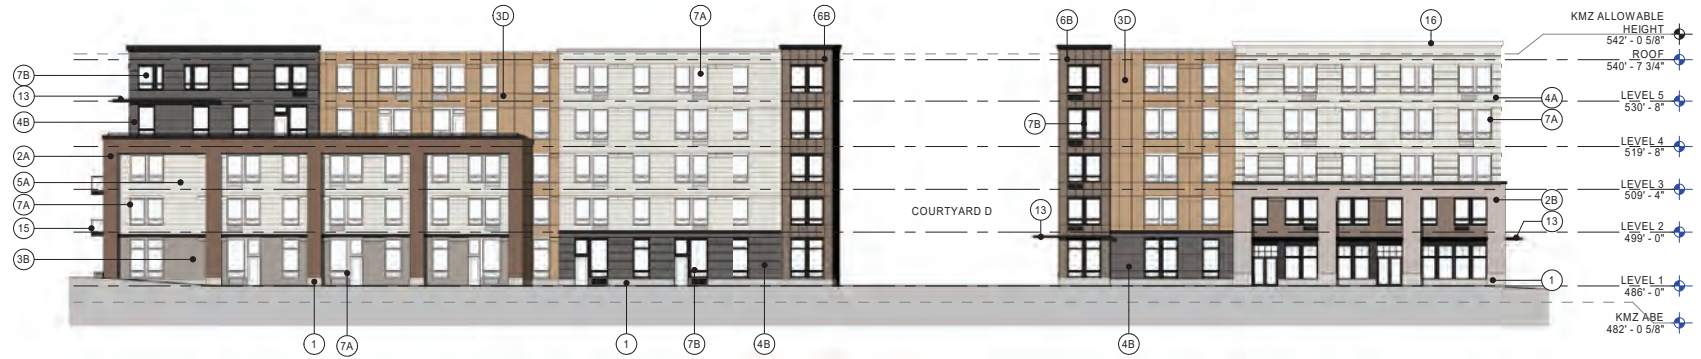 3D
7A
6B
6B
3D
16
KMZ ALLOWABLE
HEIGHT
542' - 0 5/8"
ROOF
540' - 7 3/4"
7B
13
4B
2A
5A
7A
15
3B
7B
COURTYARD D
13
4A
7A
2B
13
1
LEVEL 5
530' - 8"
LEVEL 4
519' - 8"
LEVEL 3
509' - 4"
LEVEL 2
499' - 0"
LEVEL 1
486' - 0"
KMZ ABE
482' - 0 5/8"
1
7A
1
7B
4B
4B